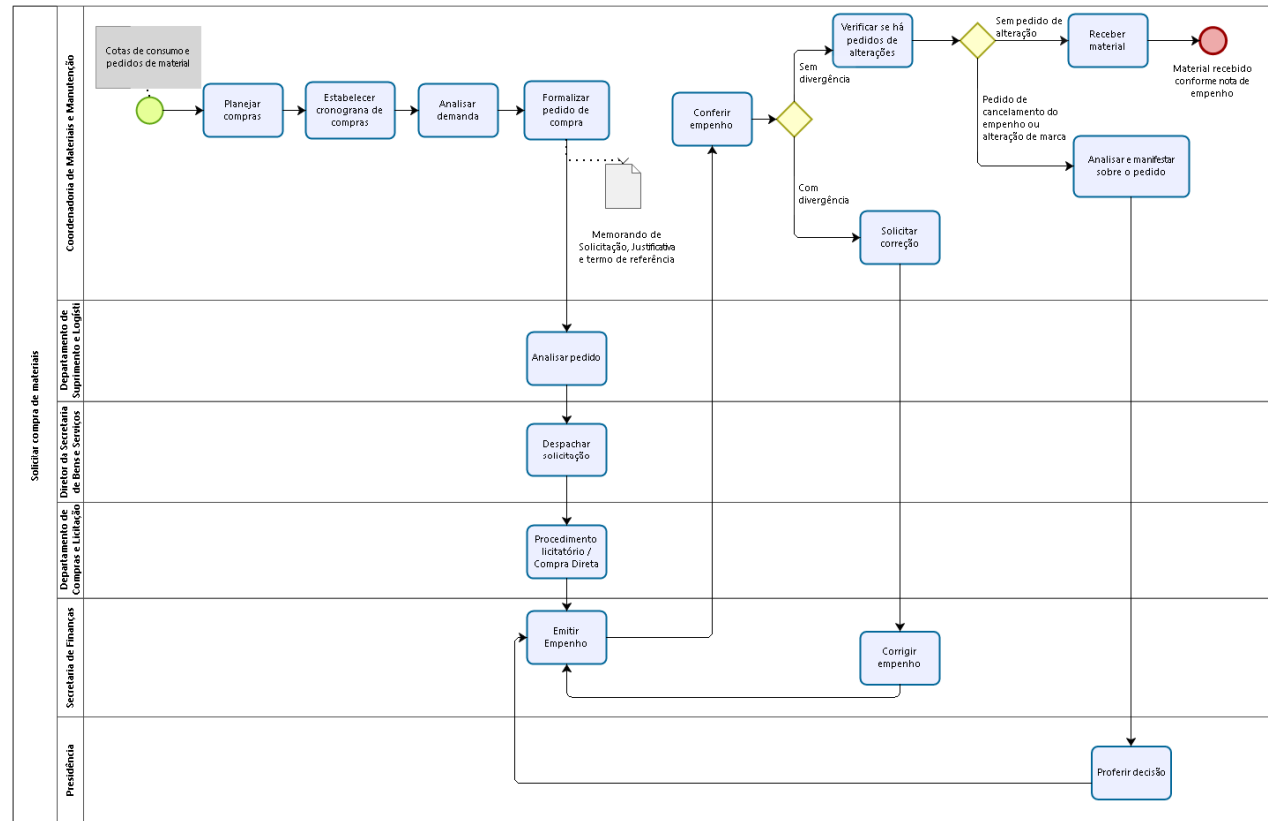 Solicitar compra de materiais
Coordenadoria de Materiais e Manutenção
Cotas de consumo e
pedidos de material
Planejar
compras
Estabelecer
cronograna de
compras
Analisar
demanda
Formalizar
pedido de
compra
Memorando de
Solicitação, Justificativa
e termo de referência
Conferir
empenho
Sem
divergência
Com
divergência
Verificar se há
pedidos de
alterações
Sem pedido de
alteração
Receber
material
Material recebido
conforme nota de
empenho
Pedido de
cancelamento do
empenho ou
alteração de marca
Analisar e manifestar
sobre o pedido
Solicitar
correção
Departamento de
Suprimento e Logísti
Analisar pedido
Diretor da Secretaria
de Bens e Serviços
Despachar
solicitação
Departamento de
Compras e Licitação
Procedimento
licitatório /
Compra Direta
Secretaria de Finanças
Emitir
Empenho
Corrigir
empenho
Presidência
Proferir decisão